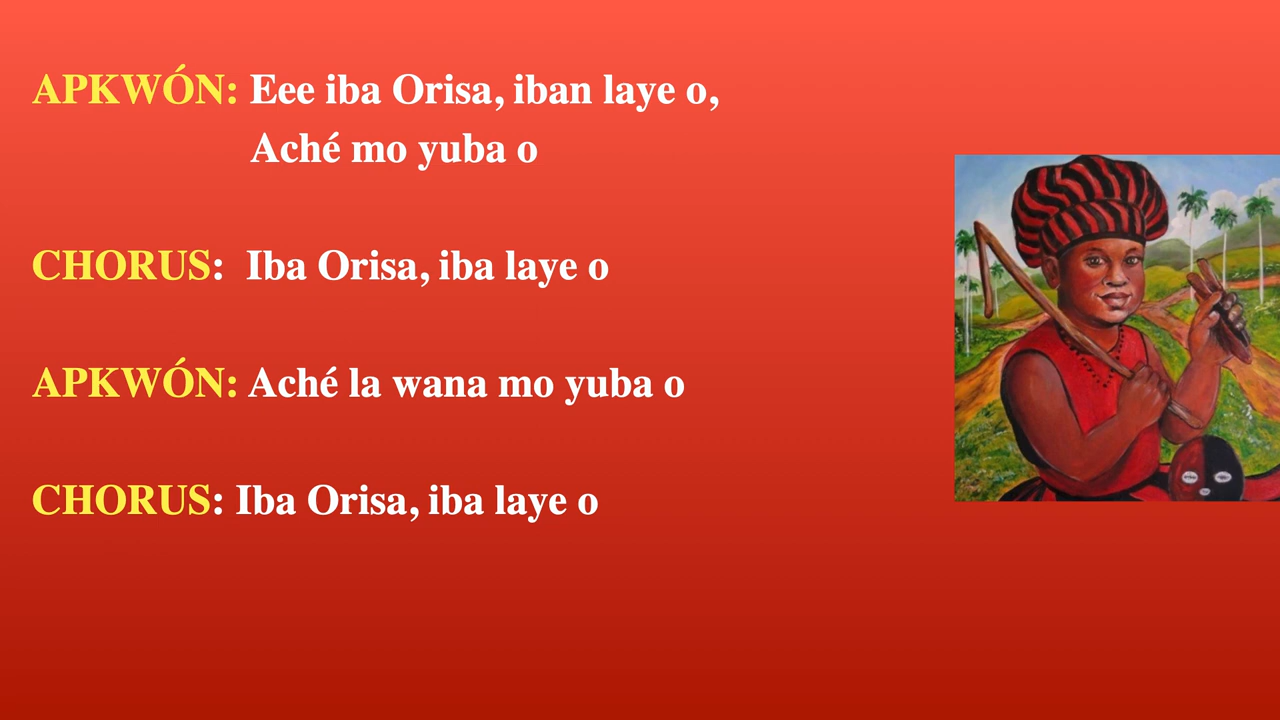 APKWÓN: Eee iba Orisa, iban laye o,
Aché mo yuba o
CHORUS: Iba Orisa, iba laye o
APKWÓN: Aché la wana mo yuba o
CHORUS: Iba Orisa, iba laye o